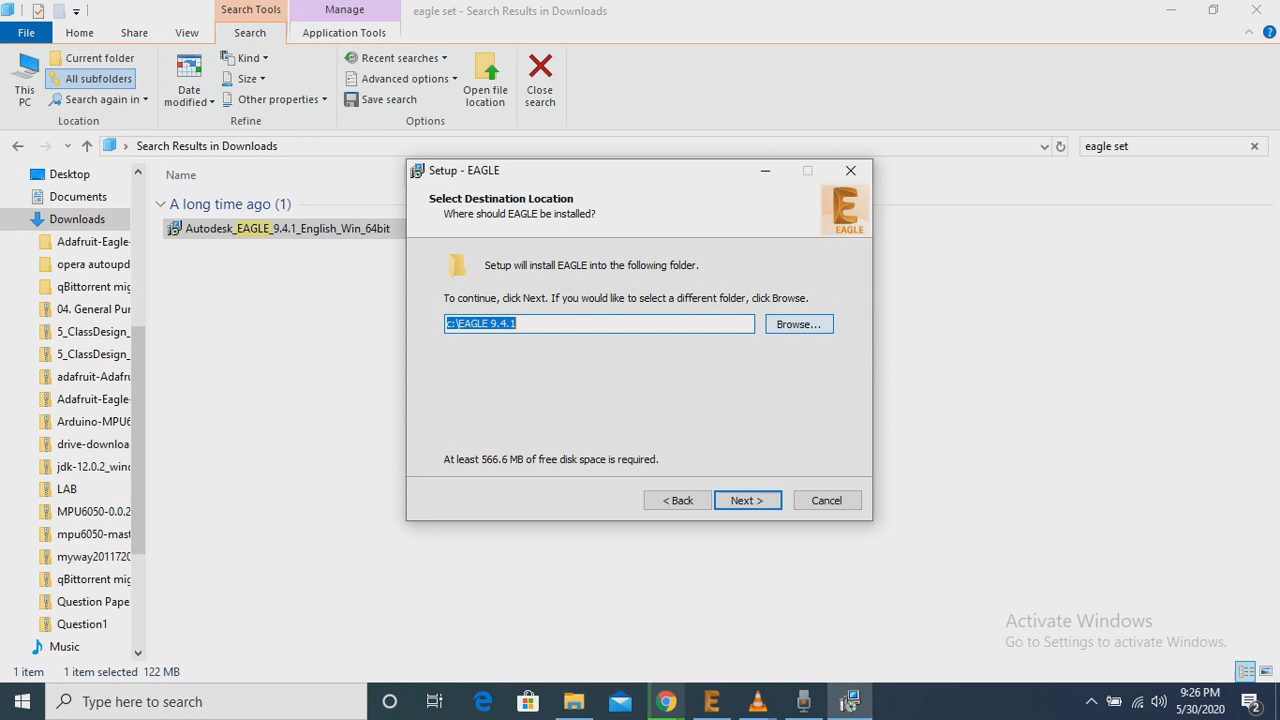 Search Tools
Manage
eagle set - Search Results in Downloads
File
Home
Share
View
Search
Application Tools
This PC
Current folder
All subfolders
Search again in
Location
Date modified
Kind
Size
Other properties
Refine
Recent searches
Advanced options
Save search
Options
Open file location
Close search
Search Results in Downloads
eagle set
Desktop
Documents
Downloads
Adafruit-Eagle-
opera autoupd
qBittorrent mig
04. General Pur
5_ClassDesign_
5_ClassDesign_
adafruit-Adafru
Adafruit-Eagle-
Arduino-MPU6
drive-downloa
jdk-12.0.2_wind
LAB
MPU6050-0.0.2
mpu6050-mast
myway2011720
qBittorrent mig
Question Paper
Question1
Music
Name
A long time ago (1)
Autodesk_EAGLE_9.4.1_English_Win_64bit
Setup - EAGLE
Select Destination Location
Where should EAGLE be installed?
EAGLE
Setup will install EAGLE into the following folder.
To continue, click Next. If you would like to select a different folder, click Browse.
c:\EAGLE 9.4.1
Browse...
At least 566.6 MB of free disk space is required.
< Back
Next >
Cancel
Activate Windows
Go to Settings to activate Windows.
1 item
1 item selected 122 MB
Type here to search
9:26 PM
5/30/2020
2